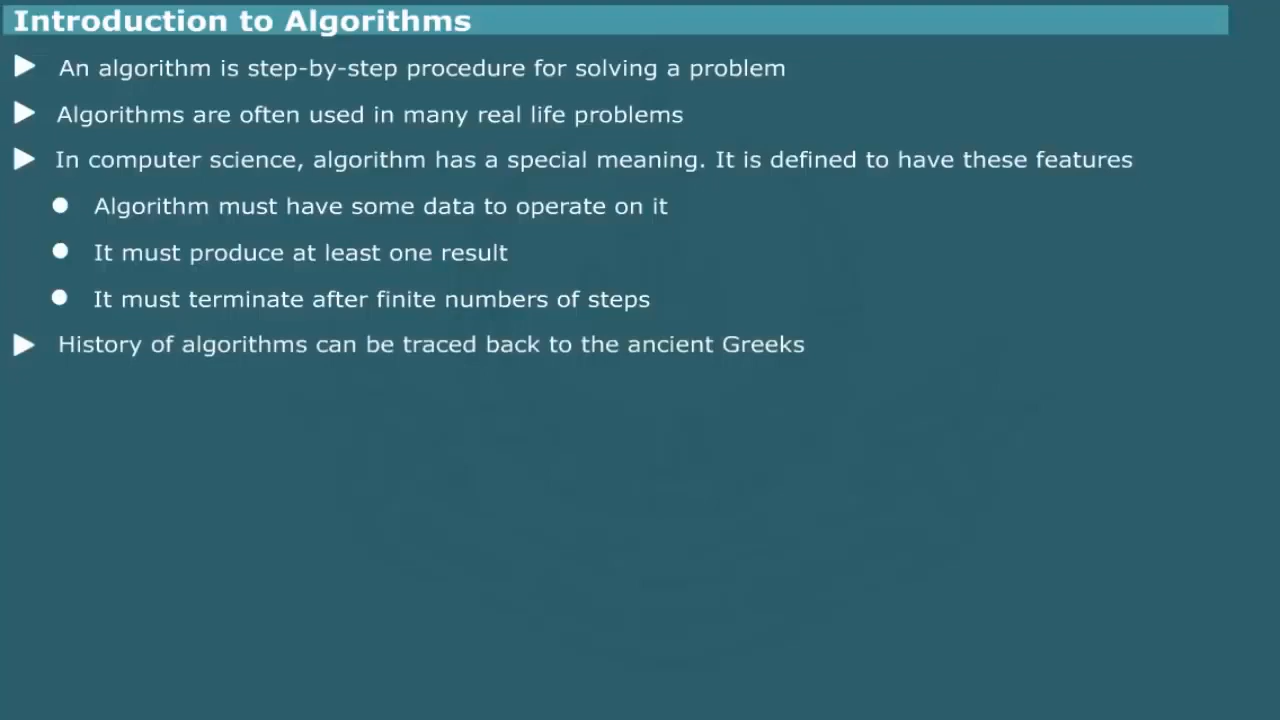 Introduction to Algorithms
An algorithm is step-by-step procedure for solving a problem
Algorithms are often used in many real life problems
In computer science, algorithm has a special meaning. It is defined to have these features
Algorithm must have some data to operate on it
It must produce at least one result
It must terminate after finite numbers of steps
History of algorithms can be traced back to the ancient Greeks